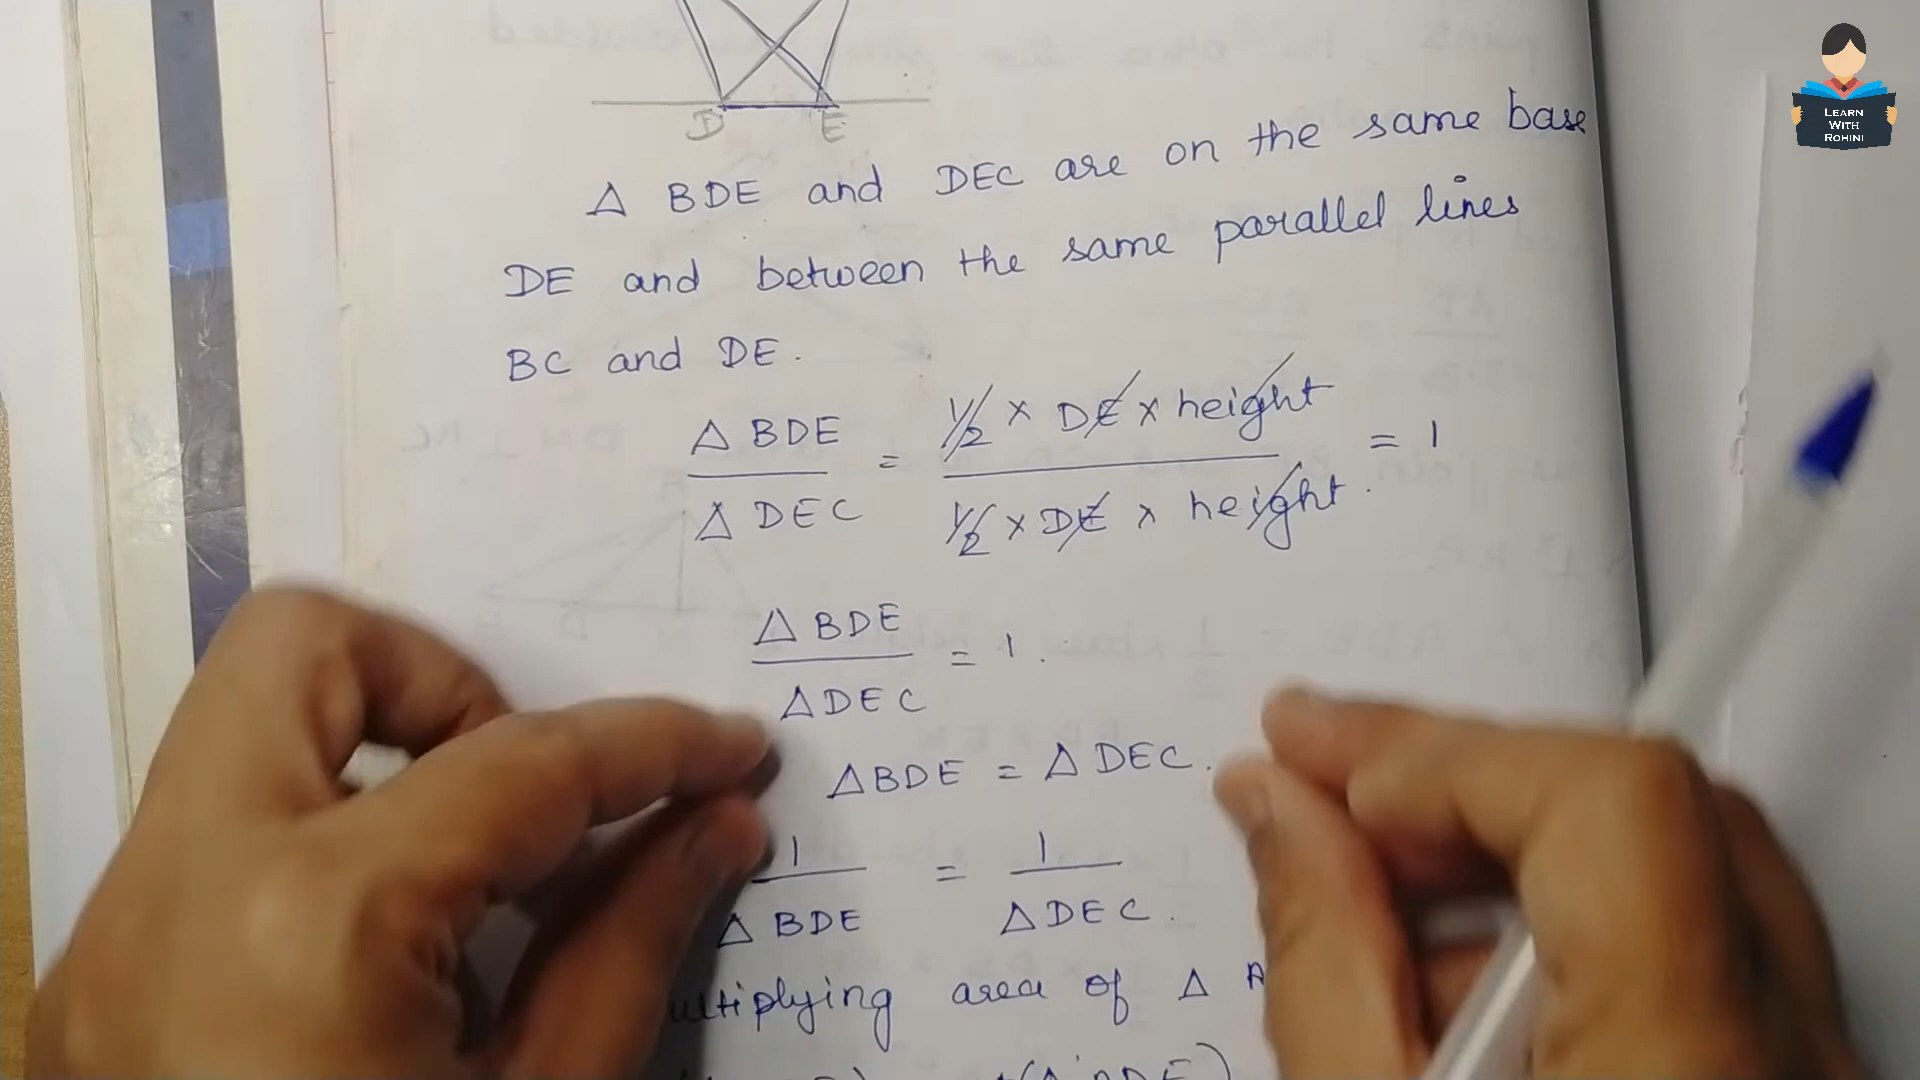 D E
Δ BDE and DEC are on the same base
DE and between the same parallel lines
BC and DE.
Δ BDE / Δ DEC = 1/2 × DE × height / 1/2 × DE × height = 1
Δ BDE / Δ DEC = 1.
Δ BDE = Δ DEC.
1 / Δ BDE = 1 / Δ DEC.
area of Δ
LEARN
WITH
ROHINI